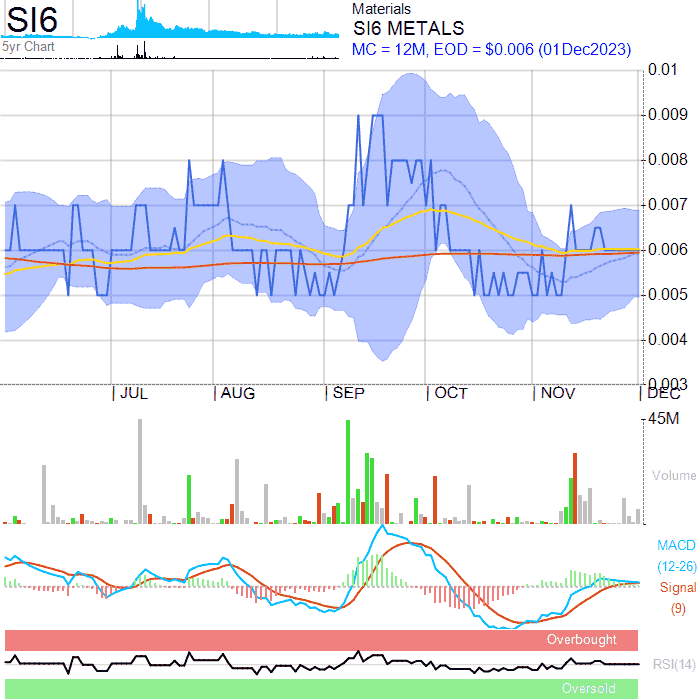 SI6
5yr Chart
Materials
SI6 METALS
MC = 12M, EOD = $0.006 (01Dec2023)
0.01
0.009
0.008
0.007
0.006
0.005
0.004
0.003
JUL AUG SEP OCT NOV DEC
45M
Volume
MACD
(12-26)
Signal
(9)
Overbought
RSI(14)
Oversold